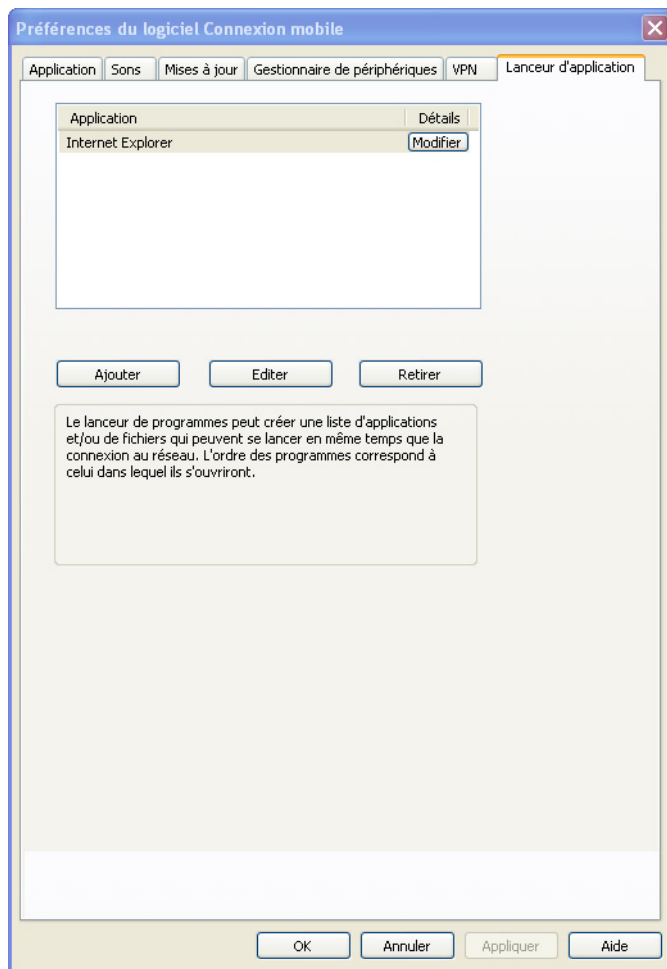 Préférences du logiciel Connexion mobile
Application Sons Mises à jour Gestionnaire de périphériques VPN Lanceur d'application
Application Détails
Internet Explorer Modifier
Ajouter Editer Retirer
Le lanceur de programmes peut créer une liste d'applications
et/ou de fichiers qui peuvent se lancer en même temps que la
connexion au réseau. L'ordre des programmes correspond à
celui dans lequel ils s'ouvriront.
OK Annuler Appliquer Aide